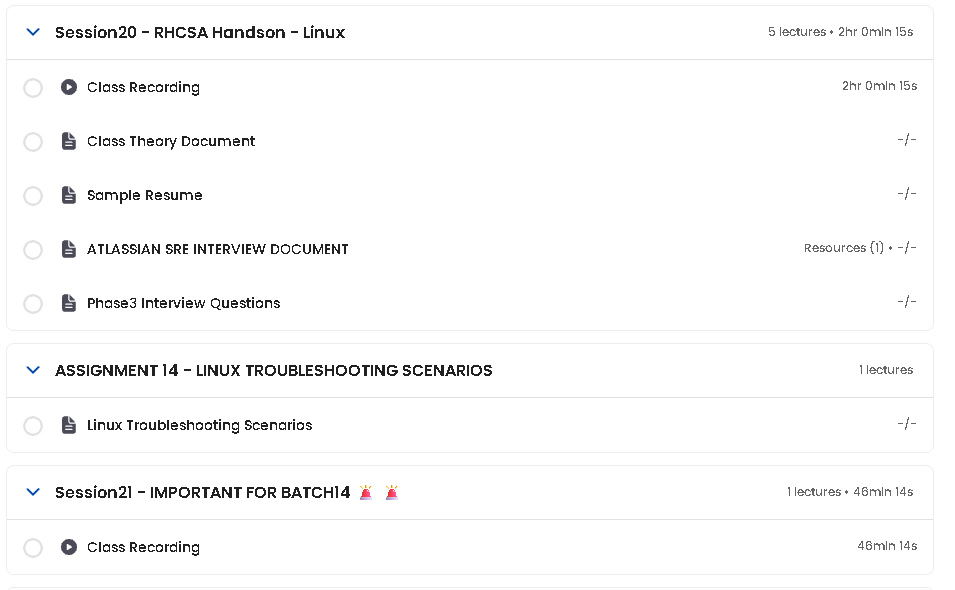 Session20 - RHCSA Handson - Linux 5 lectures • 2hr 0min 15s
Class Recording 2hr 0min 15s
Class Theory Document -/-
Sample Resume -/-
ATLASSIAN SRE INTERVIEW DOCUMENT Resources (1) • -/-
Phase3 Interview Questions -/-
ASSIGNMENT 14 - LINUX TROUBLESHOOTING SCENARIOS 1 lectures
Linux Troubleshooting Scenarios -/-
Session21 - IMPORTANT FOR BATCH14 🚨 🚨 1 lectures • 46min 14s
Class Recording 46min 14s